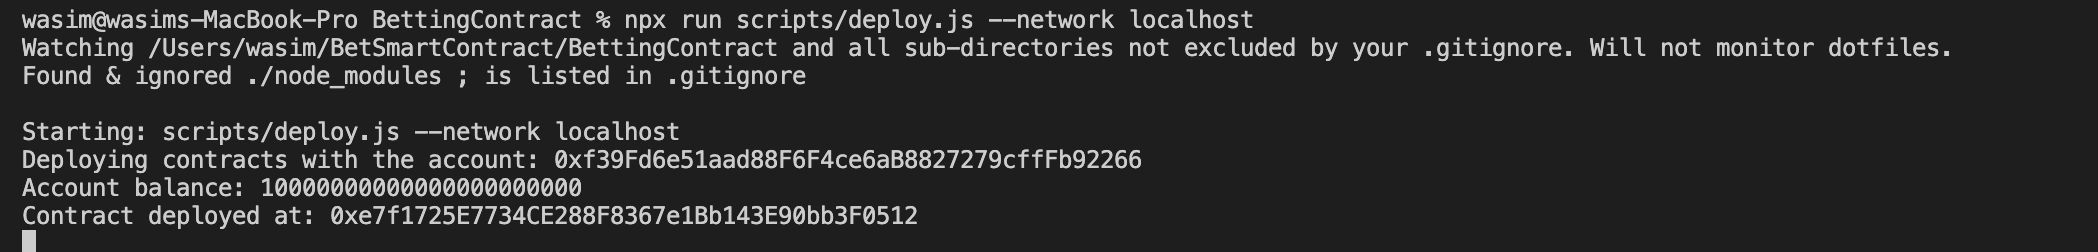 wasim@wasims-MacBook-Pro BettingContract % npx run scripts/deploy.js --network localhost
Watching /Users/wasim/BetSmartContract/BettingContract and all sub-directories not excluded by your .gitignore. Will not monitor dotfiles.
Found & ignored ./node_modules ; is listed in .gitignore
Starting: scripts/deploy.js --network localhost
Deploying contracts with the account: 0xf39Fd6e51aad88F6F4ce6aB8827279cffFb92266
Account balance: 10000000000000000000000
Contract deployed at: 0xe7f1725E7734CE288F8367e1Bb143E90bb3F0512